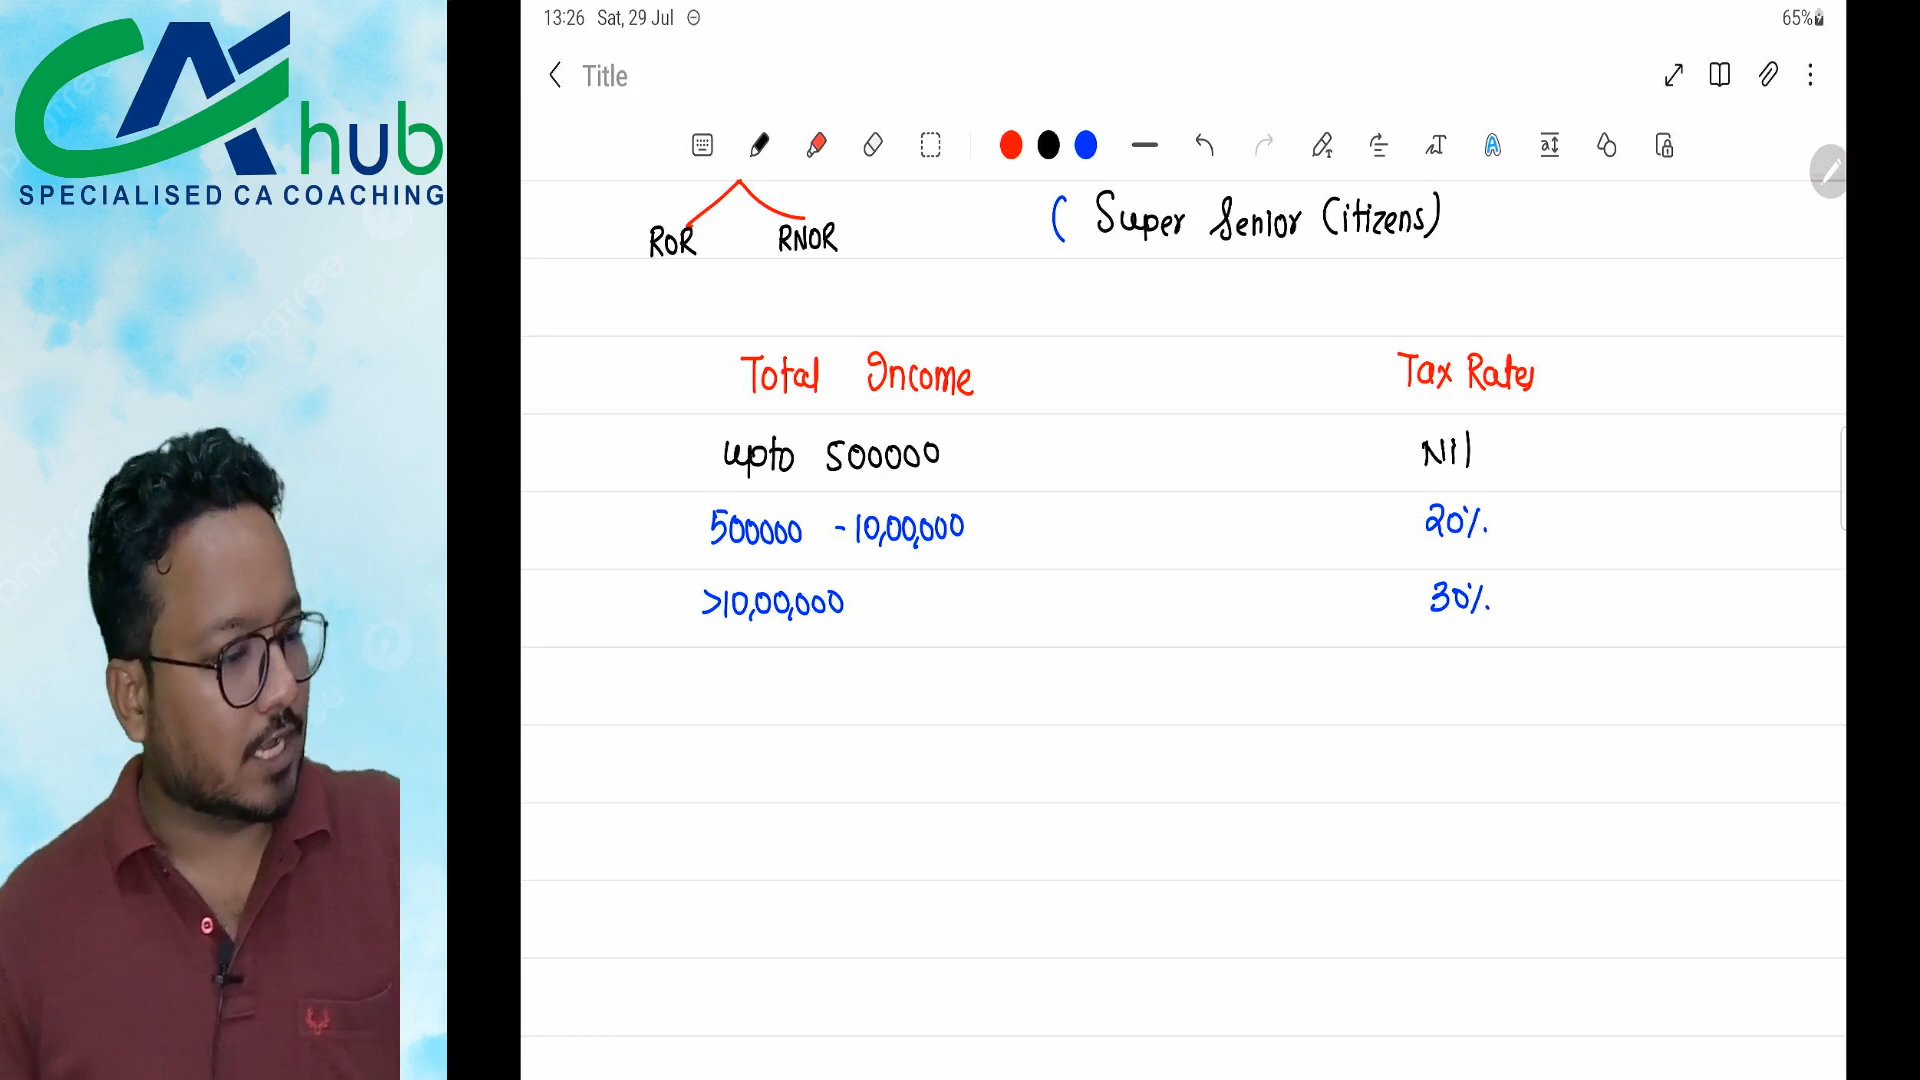 CA hub
SPECIALISED CA COACHING
13:26 Sat, 29 Jul
65%
Title
ROR RNOR
( Super Senior Citizens)
Total Income Tax Rates
upto 500000 Nil
500000 - 10,00,000 20%.
>10,00,000 30%.